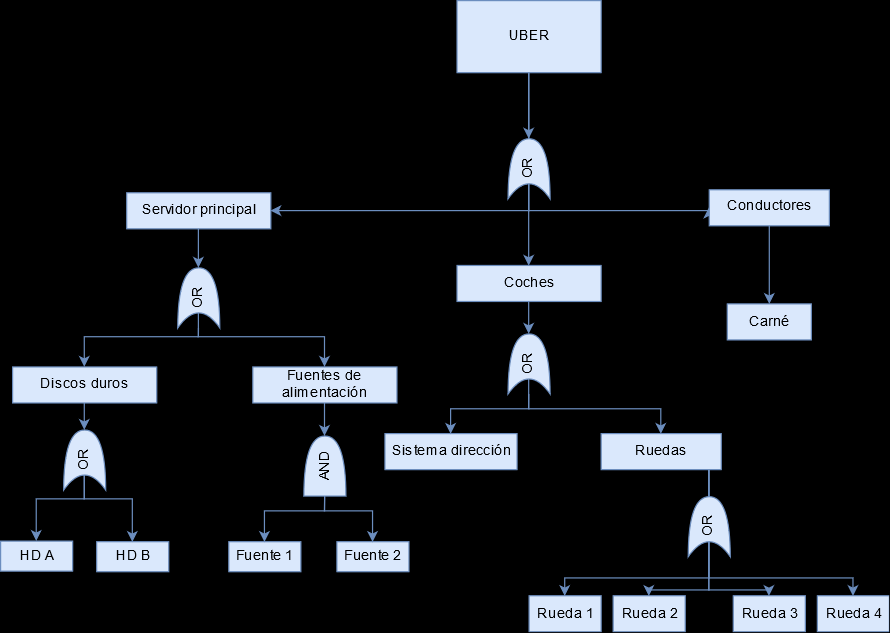 UBER
OR
Servidor principal
Conductores
OR
Coches
Carné
OR
Discos duros
Fuentes de
alimentación
OR
AND
Sistema dirección
Ruedas
OR
HD A
HD B
Fuente 1
Fuente 2
Rueda 1
Rueda 2
Rueda 3
Rueda 4